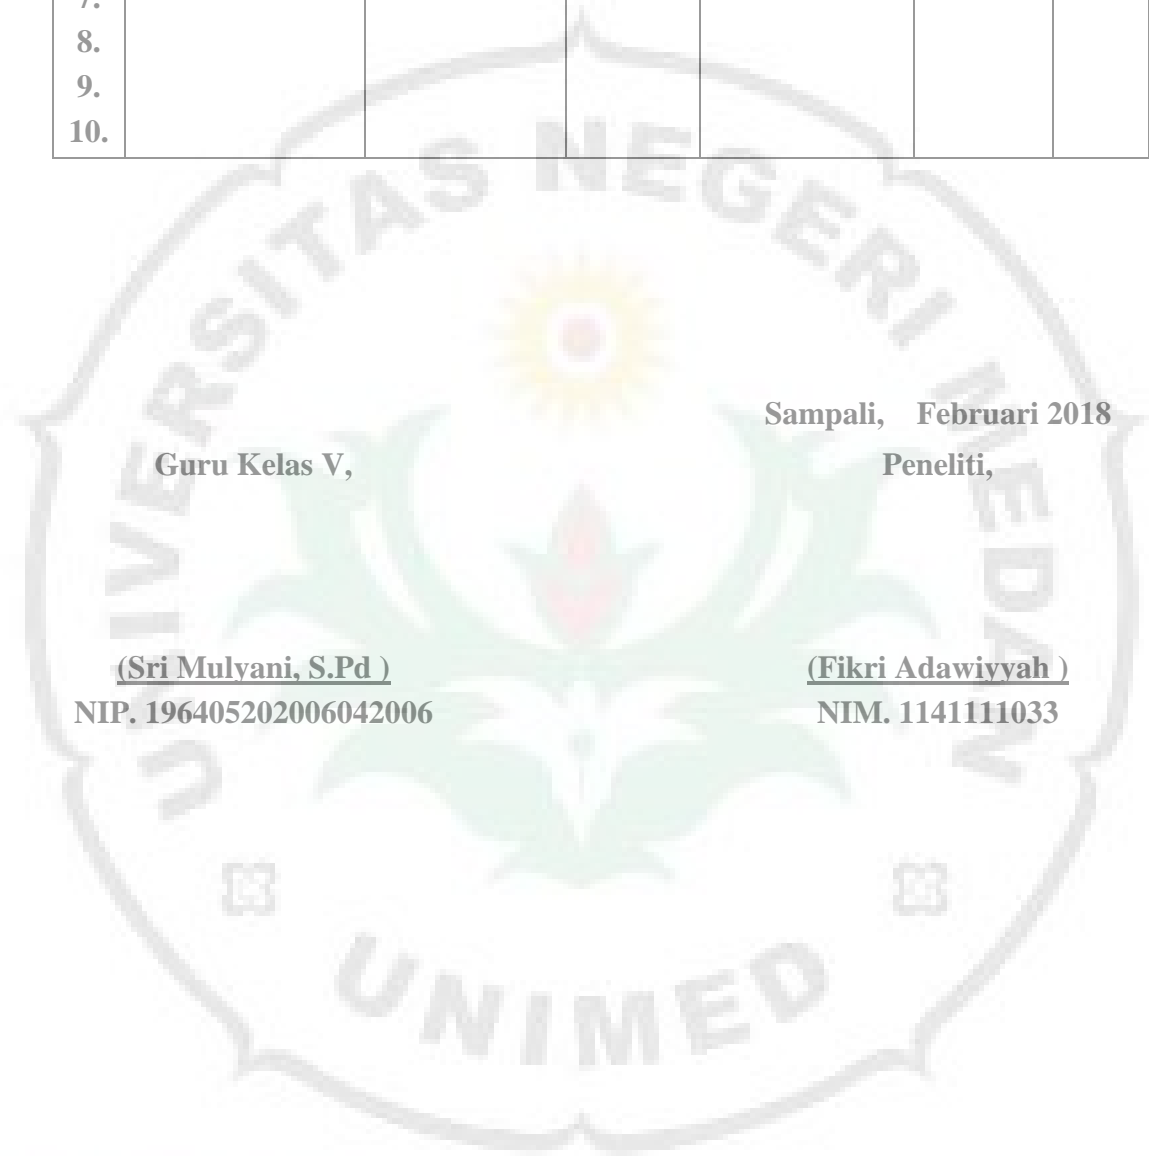 7.
8.
9.
10.
UNIVERSITAS NEGERI MEDAN
Sampali, Februari 2018
Guru Kelas V, Peneliti,
(Sri Mulyani, S.Pd ) (Fikri Adawiyyah )
NIP. 196405202006042006 NIM. 1141111033
UNIMED